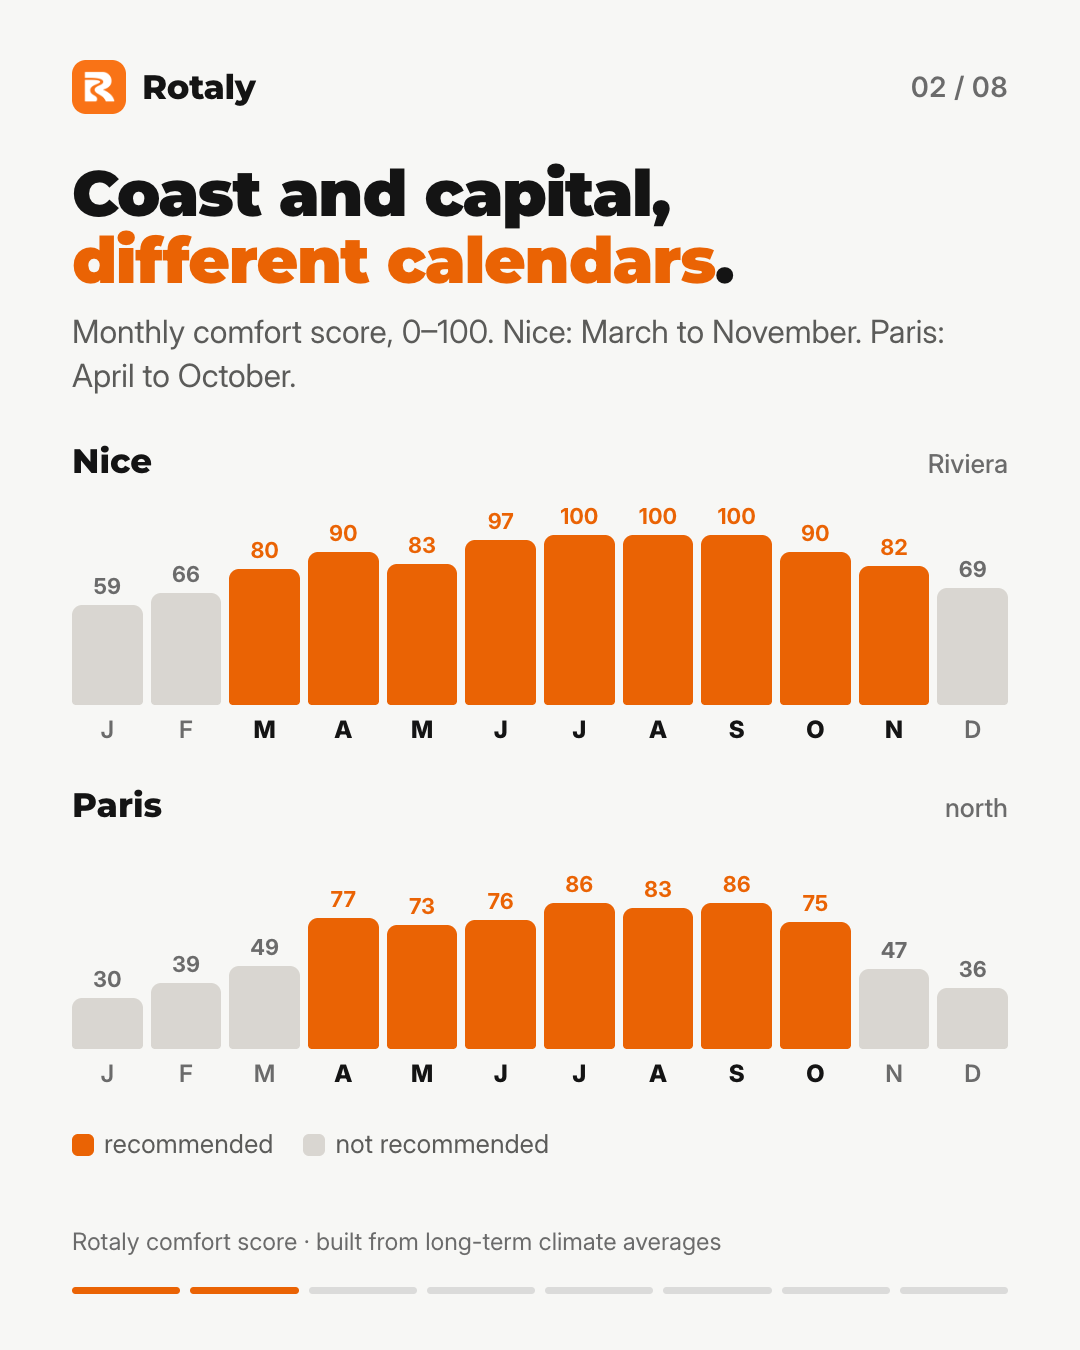 Rotaly
02 / 08
Coast and capital,
different calendars.
Monthly comfort score, 0–100. Nice: March to November. Paris:
April to October.
Nice
Riviera
59 66 80 90 83 97 100 100 100 90 82 69
J F M A M J J A S O N D
Paris
north
30 39 49 77 73 76 86 83 86 75 47 36
J F M A M J J A S O N D
recommended not recommended
Rotaly comfort score · built from long-term climate averages